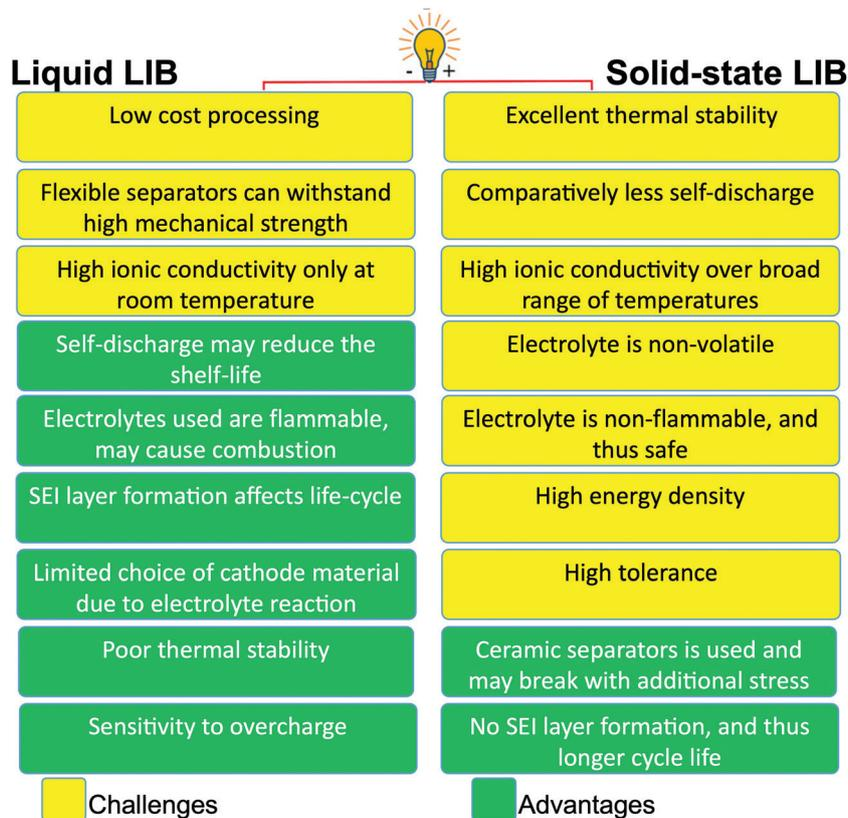 Liquid LIB
- +
Solid-state LIB
Low cost processing
Flexible separators can withstand
high mechanical strength
High ionic conductivity only at
room temperature
Self-discharge may reduce the
shelf-life
Electrolytes used are flammable,
may cause combustion
SEI layer formation affects life-cycle
Limited choice of cathode material
due to electrolyte reaction
Poor thermal stability
Sensitivity to overcharge
Excellent thermal stability
Comparatively less self-discharge
High ionic conductivity over broad
range of temperatures
Electrolyte is non-volatile
Electrolyte is non-flammable, and
thus safe
High energy density
High tolerance
Ceramic separators is used and
may break with additional stress
No SEI layer formation, and thus
longer cycle life
Challenges
Advantages